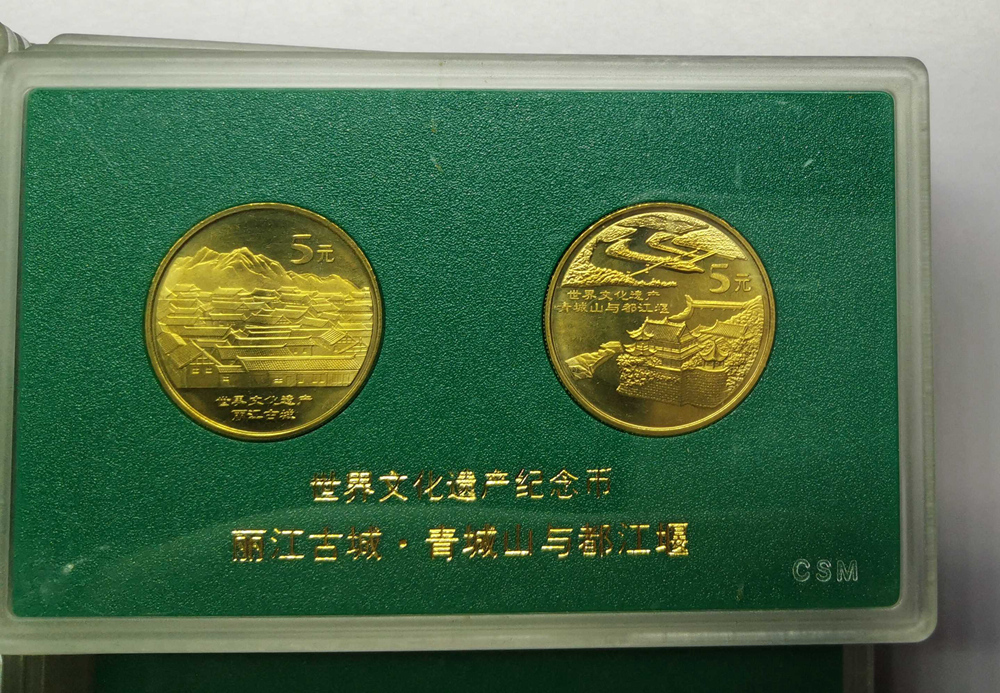 5元
世界文化遗产
丽江古城
5元
世界文化遗产
青城山与都江堰
世界文化遗产纪念币
丽江古城·青城山与都江堰
CSM